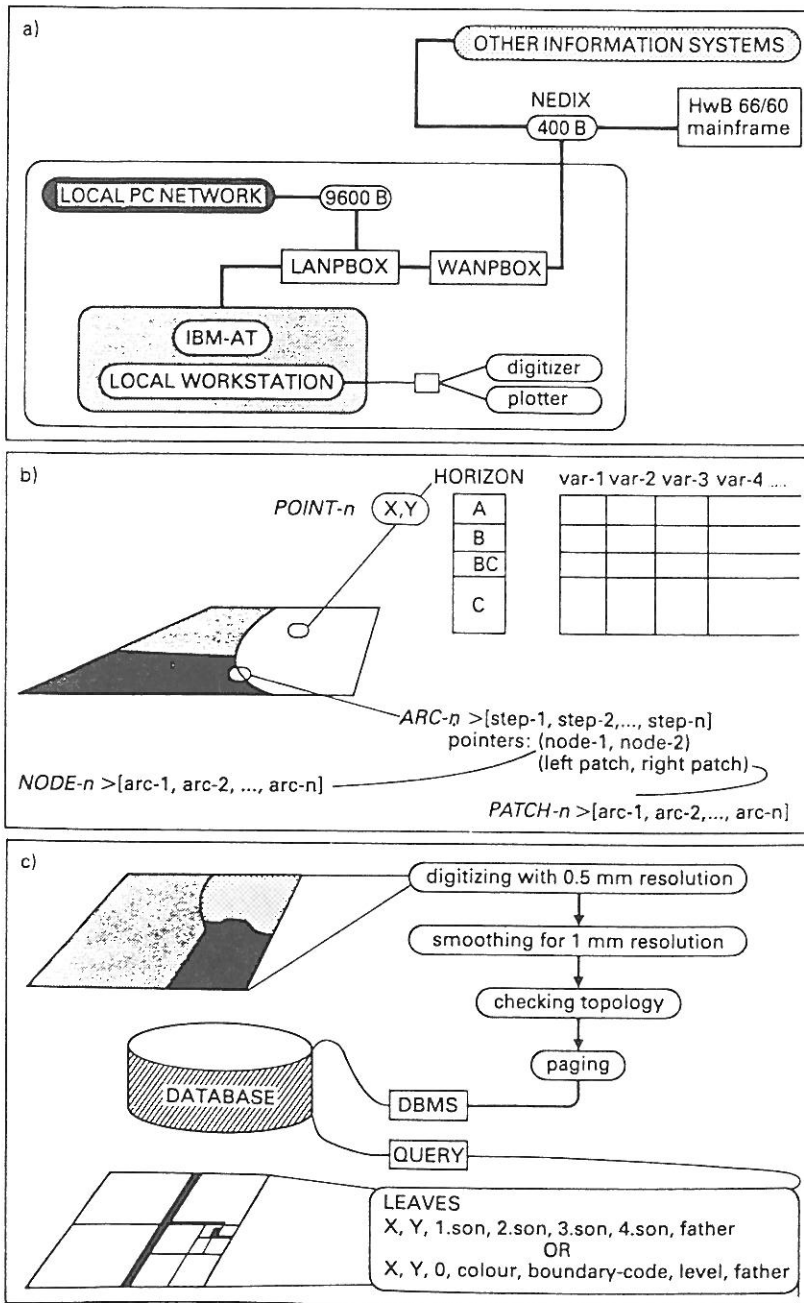 a)
OTHER INFORMATION SYSTEMS
NEDIX
400 B
HwB 66/60
mainframe
LOCAL PC NETWORK
9600 B
LANPBOX
WANPBOX
IBM-AT
LOCAL WORKSTATION
digitizer
plotter
b)
HORIZON
var-1 var-2 var-3 var-4 ....
POINT-n
X,Y
A
B
BC
C
ARC-n >[step-1, step-2,..., step-n]
pointers: (node-1, node-2)
(left patch, right patch)
NODE-n >[arc-1, arc-2, ..., arc-n]
PATCH-n >[arc-1, arc-2,..., arc-n]
c)
digitizing with 0.5 mm resolution
smoothing for 1 mm resolution
checking topology
paging
DATABASE
DBMS
QUERY
LEAVES
X, Y, 1.son, 2.son, 3.son, 4.son, father
OR
X, Y, 0, colour, boundary-code, level, father